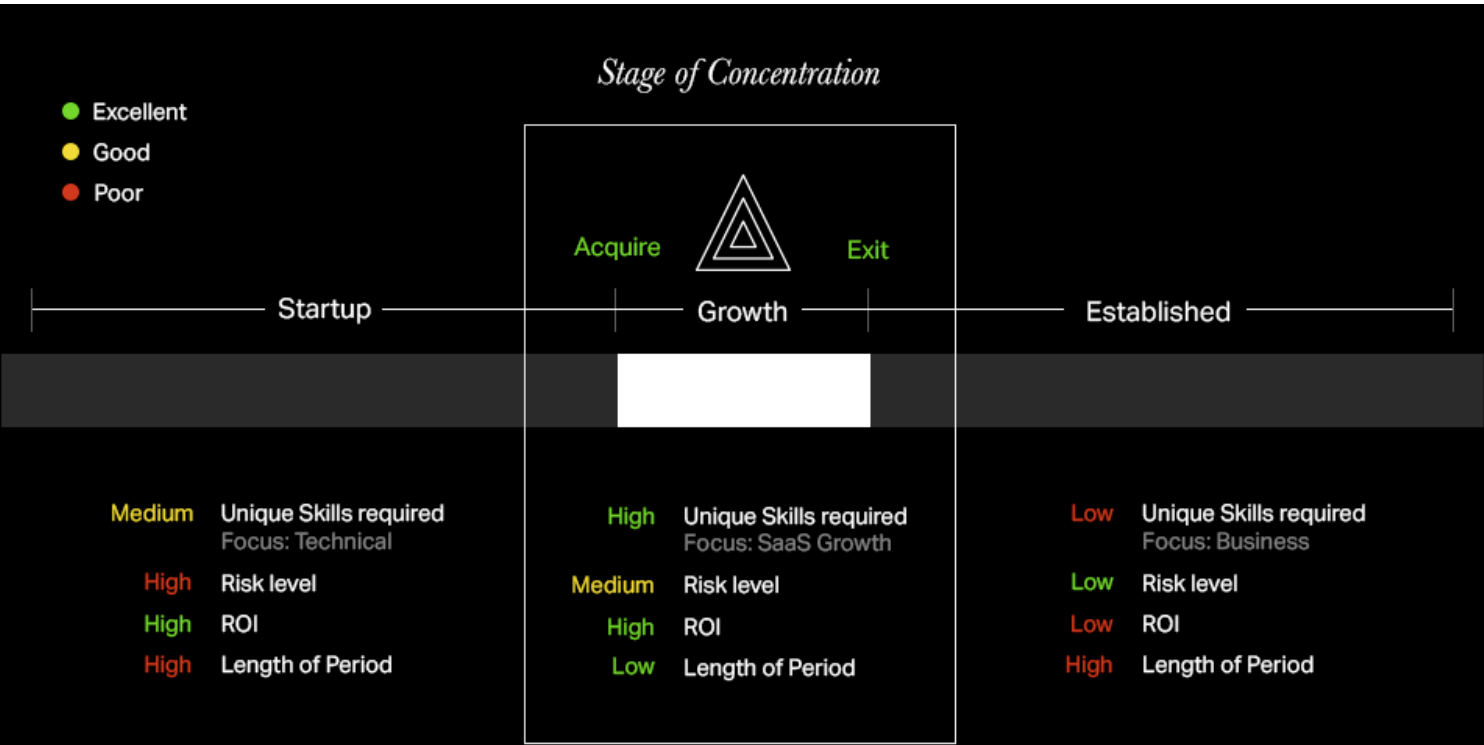 Stage of Concentration
Excellent
Good
Poor
Acquire
Exit
Startup
Growth
Established
Medium Unique Skills required
Focus: Technical
High Risk level
High ROI
High Length of Period
High Unique Skills required
Focus: SaaS Growth
Medium Risk level
High ROI
Low Length of Period
Low Unique Skills required
Focus: Business
Low Risk level
Low ROI
High Length of Period